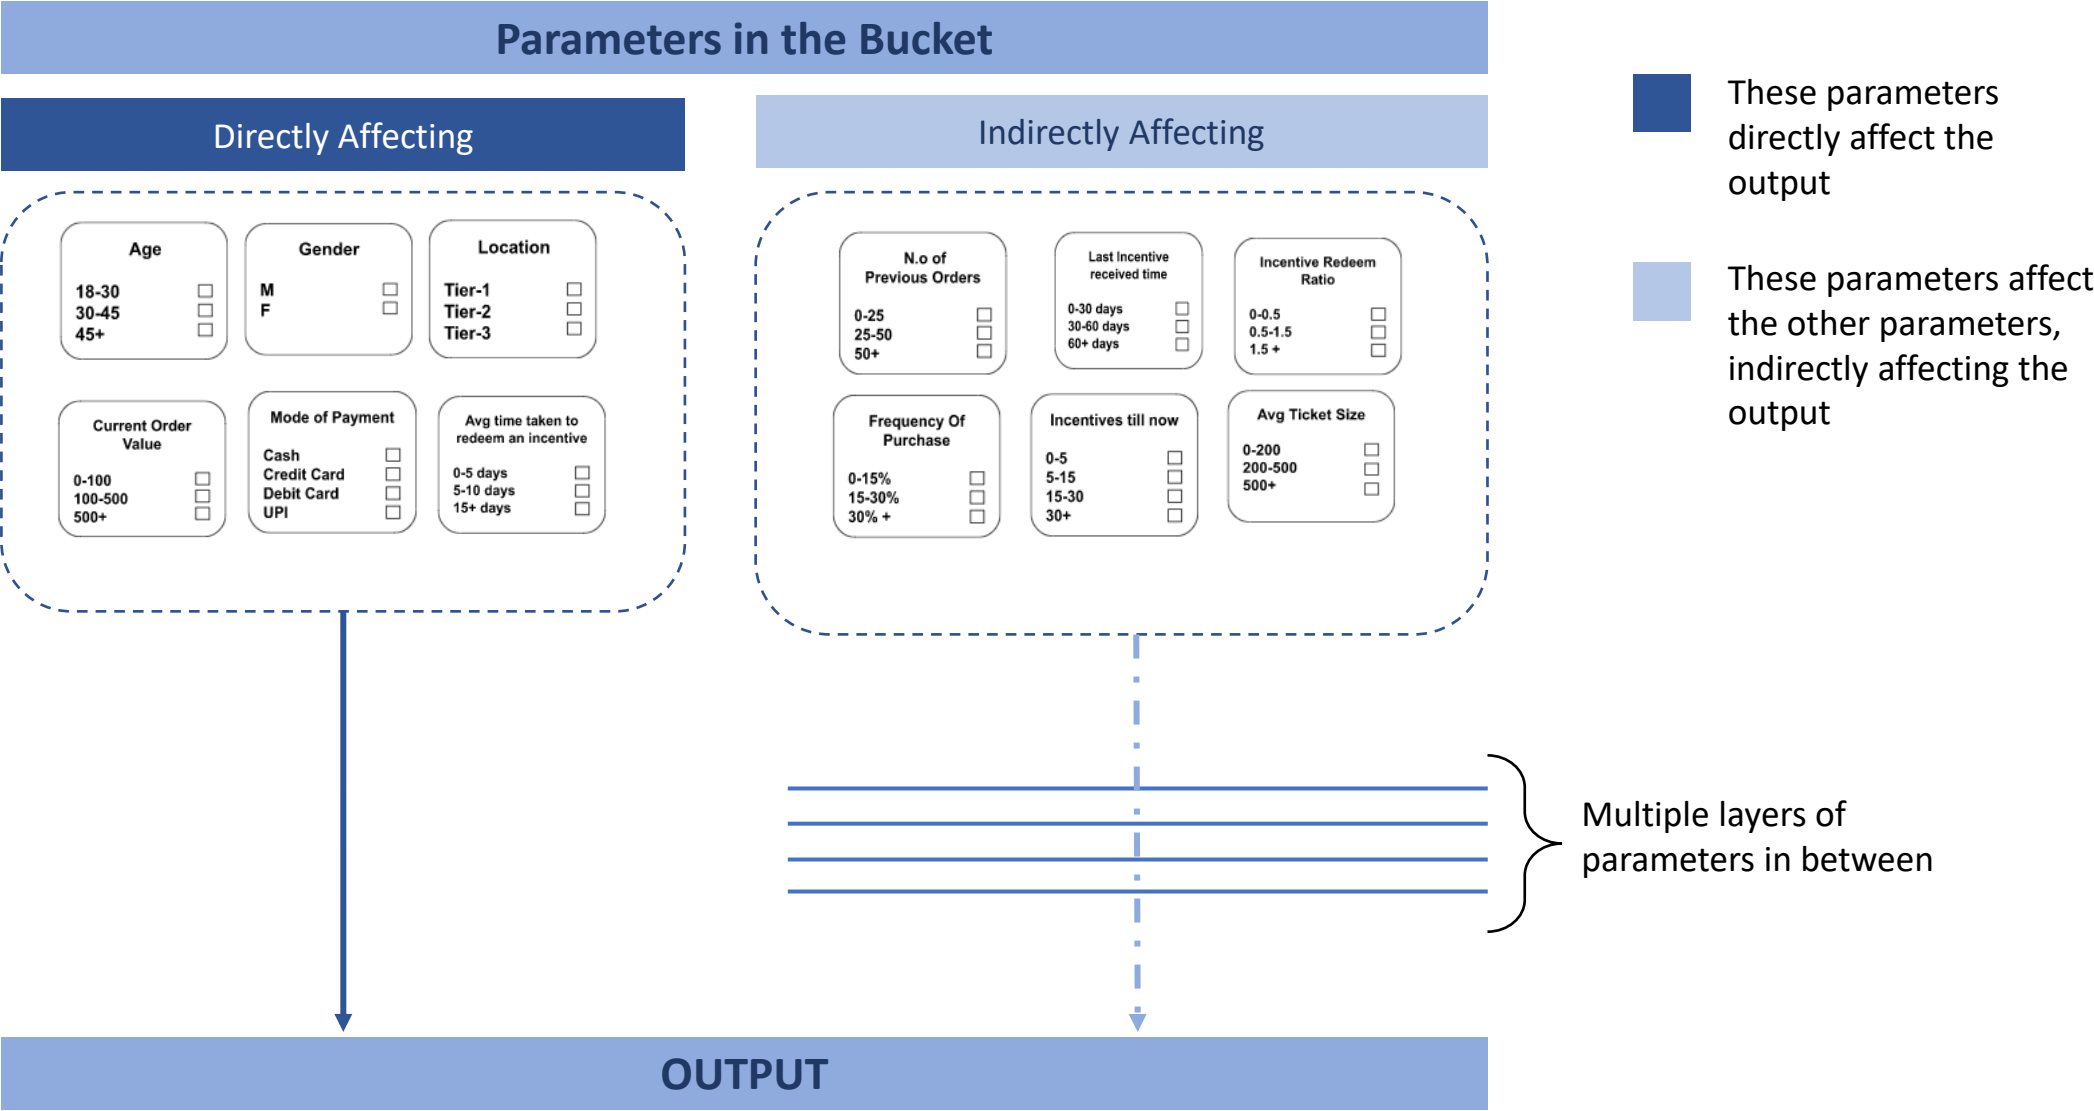 Parameters in the Bucket
Directly Affecting
Age
18-30
30-45
45+
Gender
M
F
Location
Tier-1
Tier-2
Tier-3
Current Order
Value
0-100
100-500
500+
Mode of Payment
Cash
Credit Card
Debit Card
UPI
Avg time taken to
redeem an incentive
0-5 days
5-10 days
15+ days
Indirectly Affecting
N.o of
Previous Orders
0-25
25-50
50+
Last Incentive
received time
0-30 days
30-60 days
60+ days
Incentive Redeem
Ratio
0-0.5
0.5-1.5
1.5 +
Frequency Of
Purchase
0-15%
15-30%
30% +
Incentives till now
0-5
5-15
15-30
30+
Avg Ticket Size
0-200
200-500
500+
These parameters
directly affect the
output
These parameters affect
the other parameters,
indirectly affecting the
output
Multiple layers of
parameters in between
OUTPUT